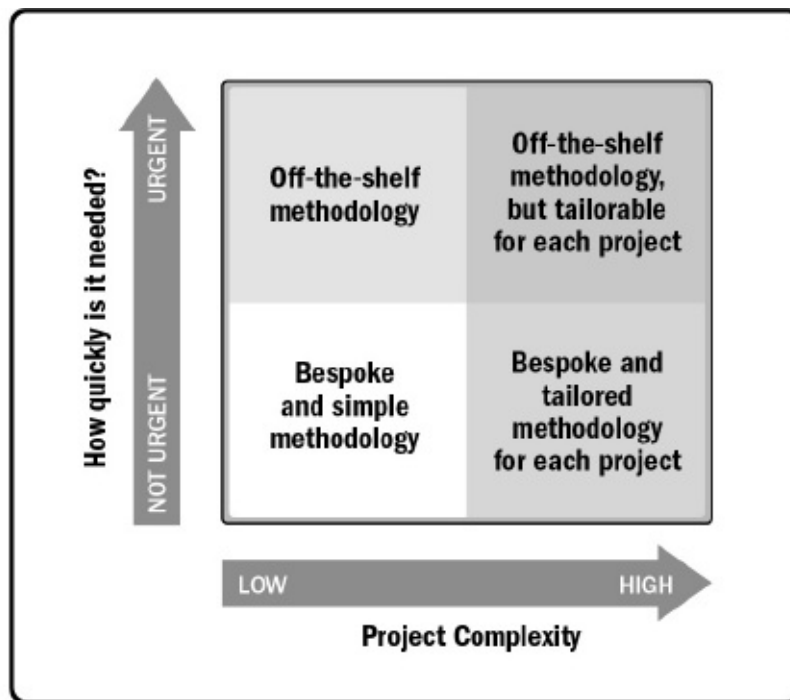 How quickly is it needed?
URGENT
NOT URGENT
Off-the-shelf
methodology
Off-the-shelf
methodology,
but tailorable
for each project
Bespoke
and simple
methodology
Bespoke and
tailored
methodology
for each project
LOW
HIGH
Project Complexity